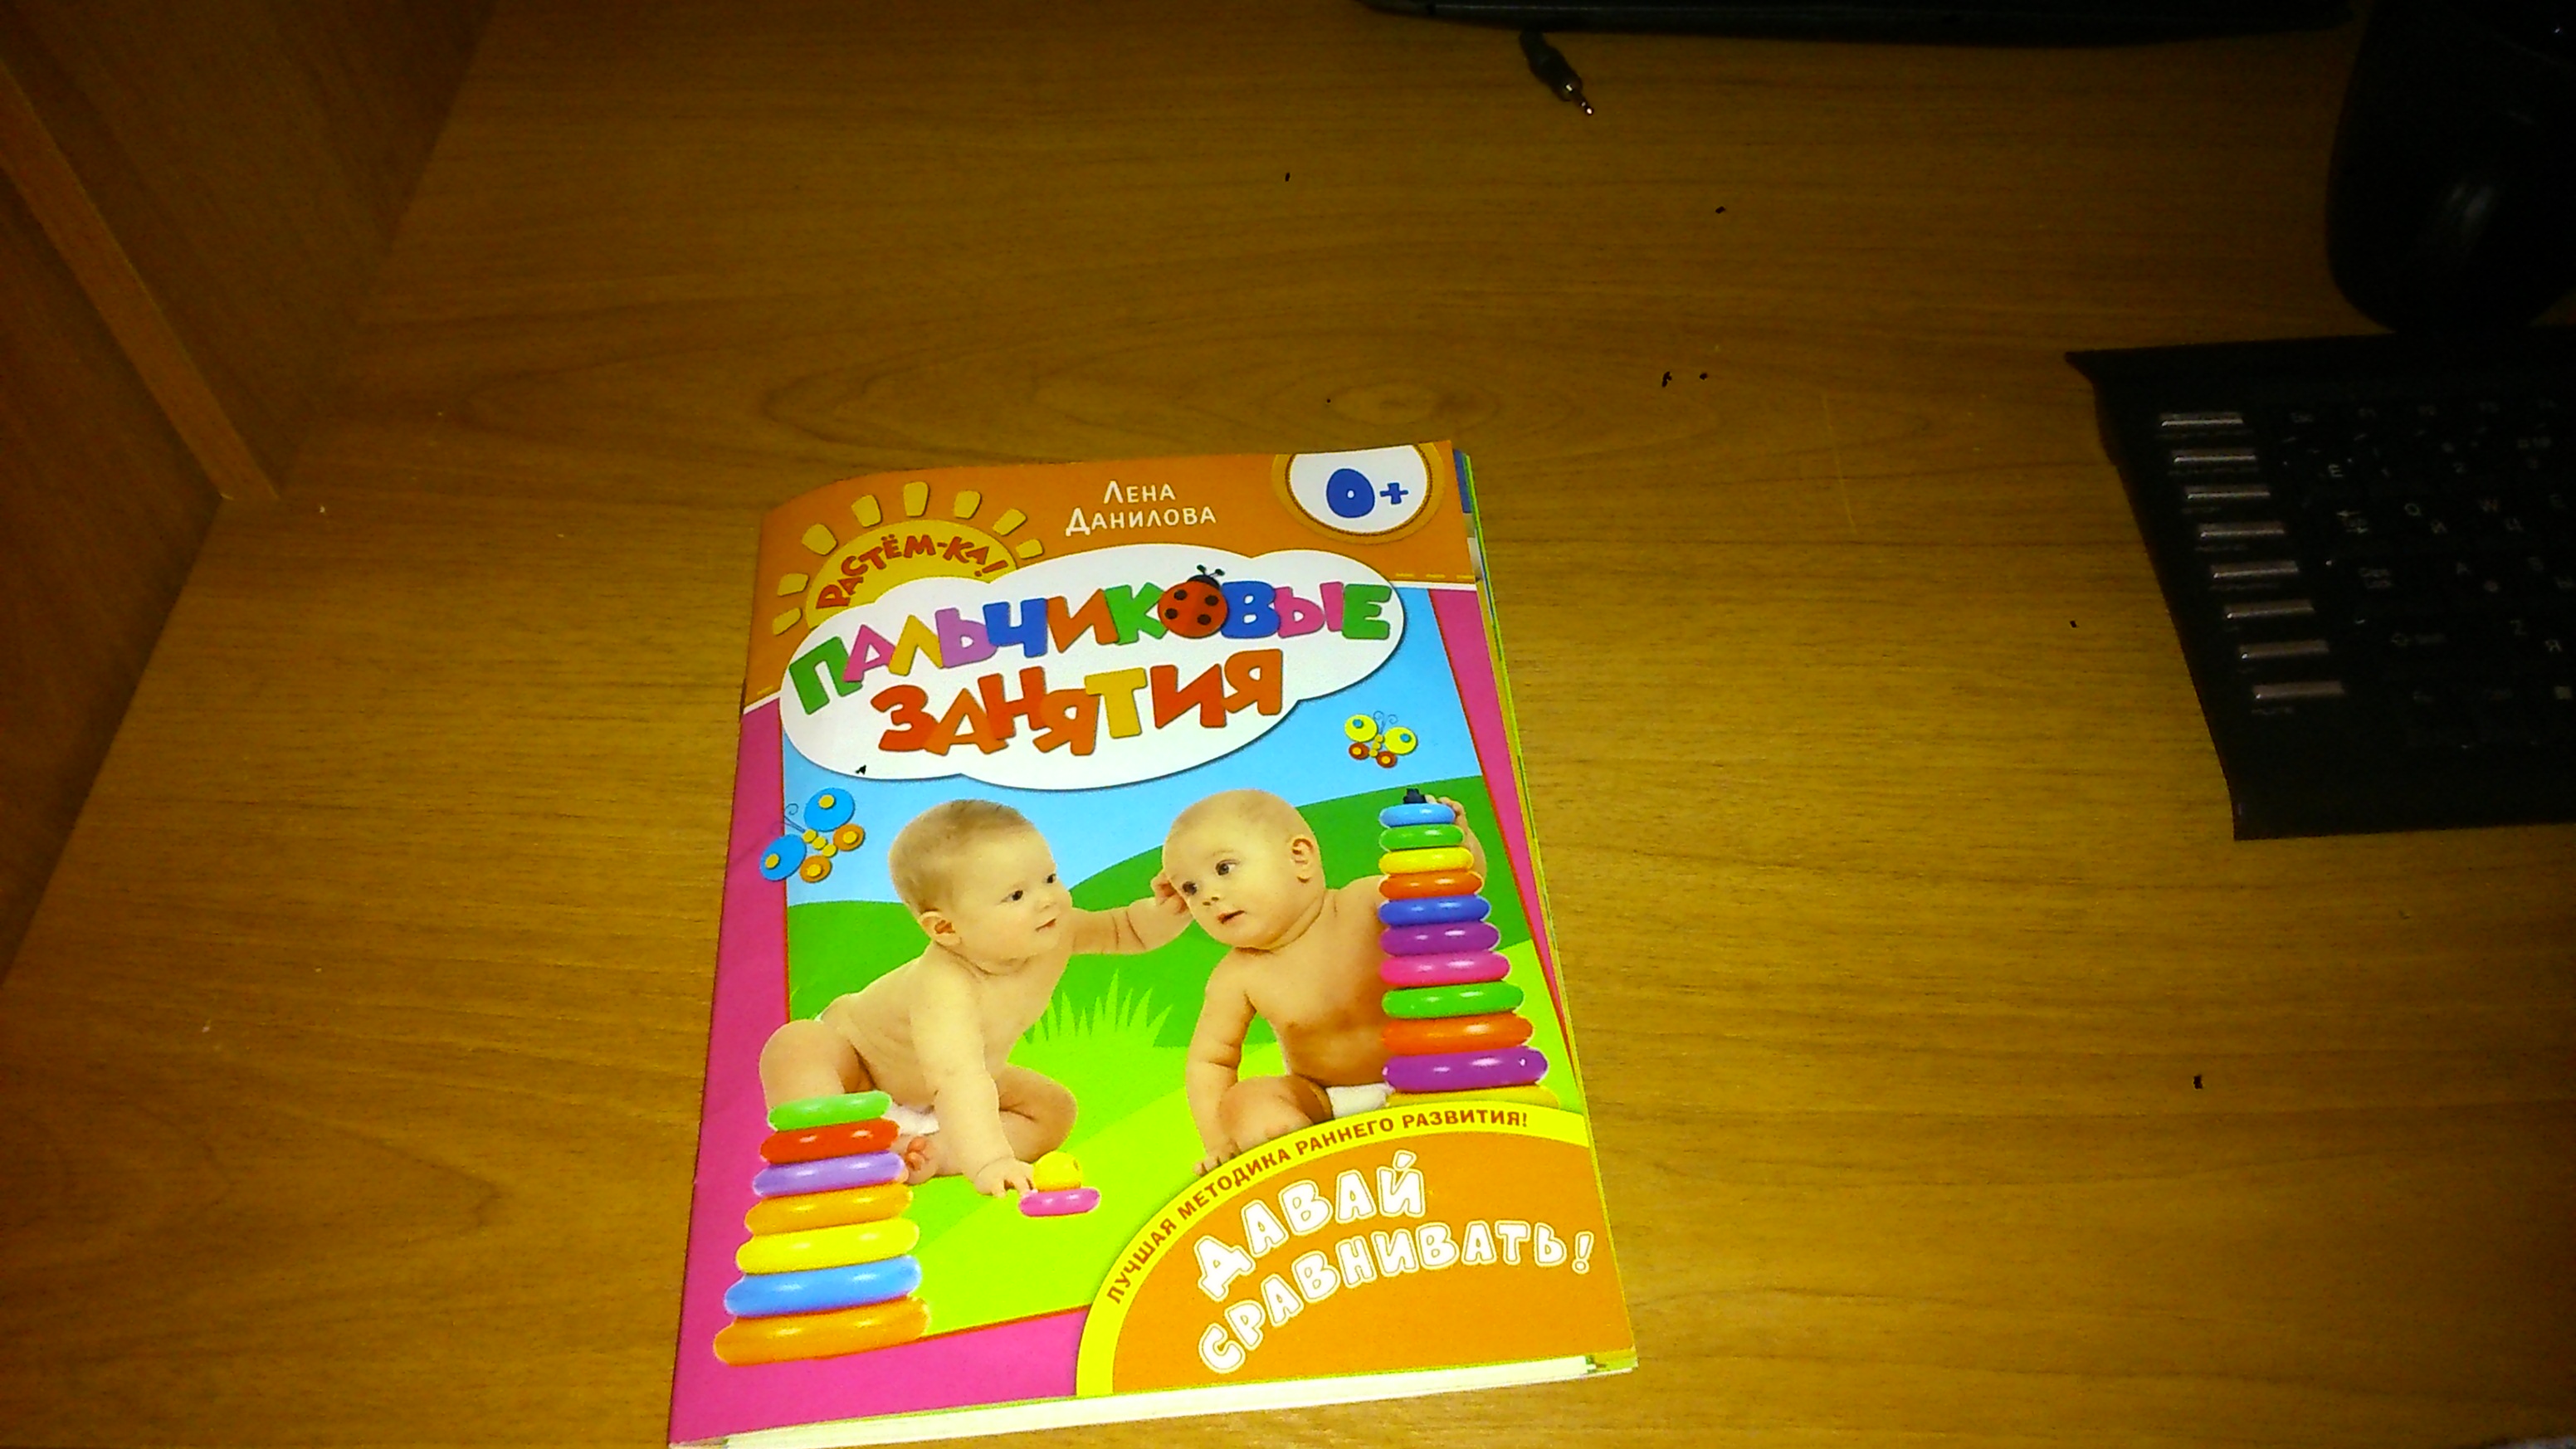 Лена
Данилова
0+
Растём-ка!
Пальчиковые
занятия
ЛУЧШАЯ МЕТОДИКА РАННЕГО РАЗВИТИЯ!
ДАВАЙ
СРАВНИВАТЬ!